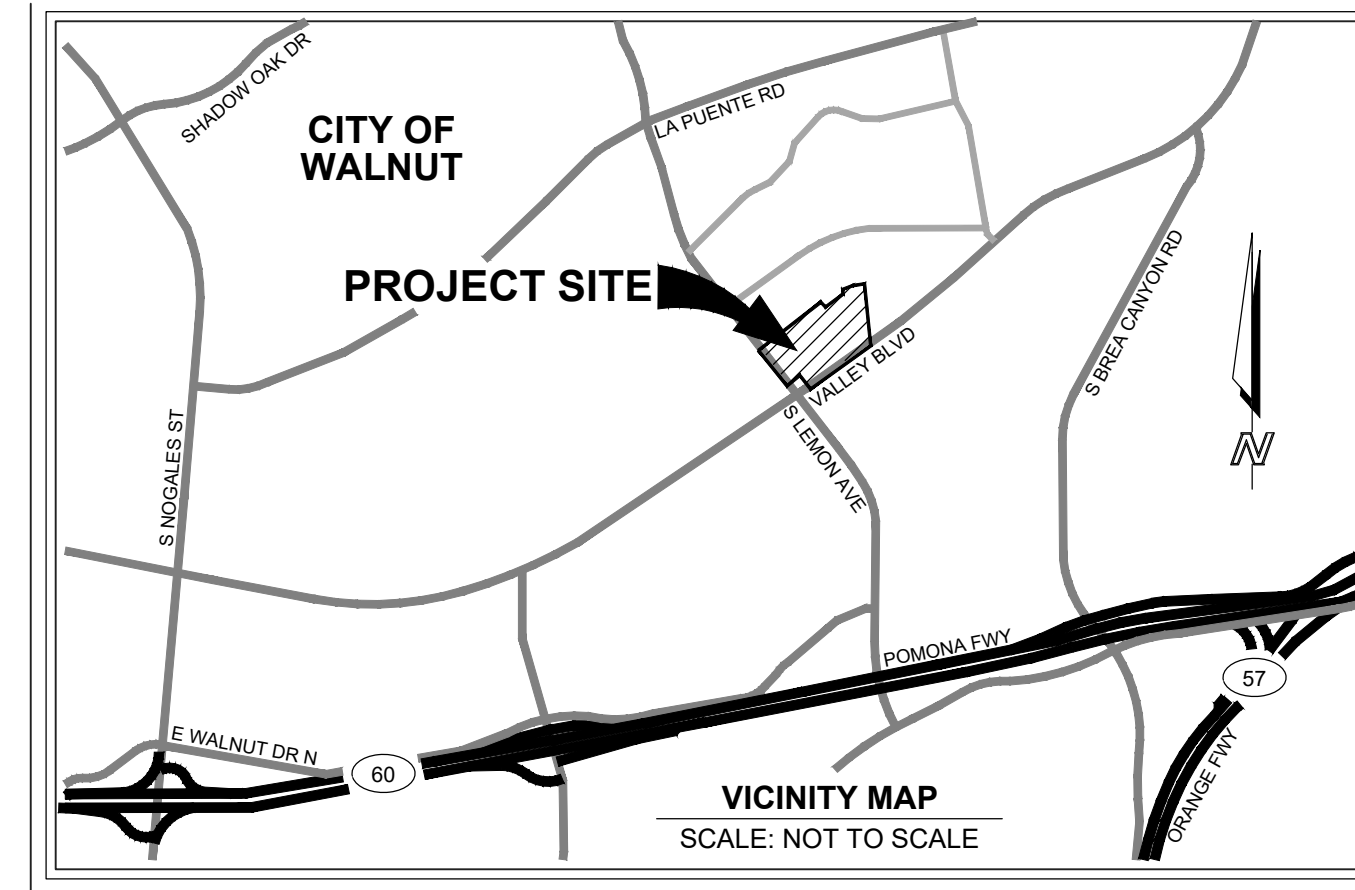 SHADOW OAK DR
CITY OF
WALNUT
LA PUENTE RD
PROJECT SITE
S BREA CANYON RD
VALLEY BLVD
S LEMON AVE
S NOGALES ST
N
POMONA FWY
57
E WALNUT DR N
60
ORANGE FWY
VICINITY MAP
SCALE: NOT TO SCALE